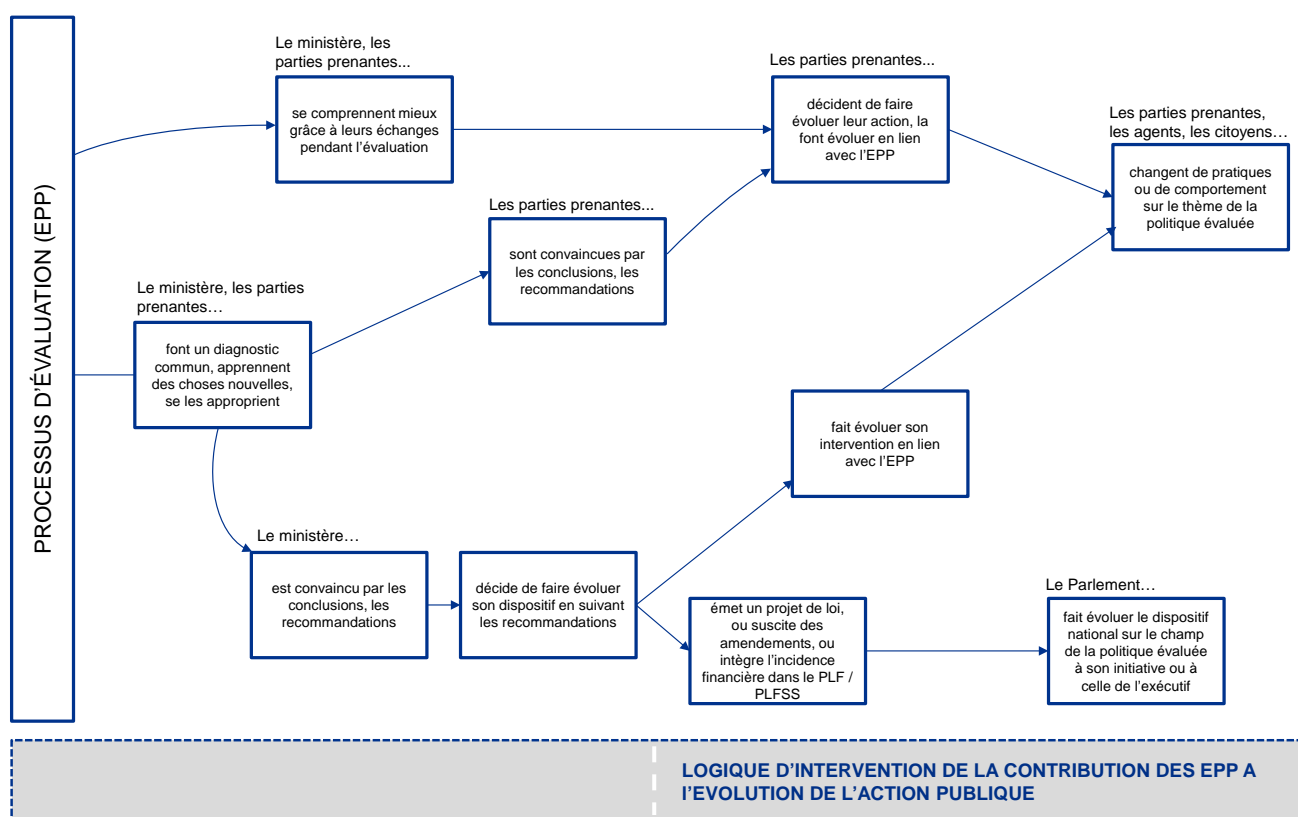 PROCESSUS D'ÉVALUATION (EPP)
Le ministère, les
parties prenantes...
se comprennent mieux
grâce à leurs échanges
pendant l'évaluation
Les parties prenantes...
décident de faire
évoluer leur action, la
font évoluer en lien
avec l'EPP
Les parties prenantes,
les agents, les citoyens…
changent de pratiques
ou de comportement
sur le thème de la
politique évaluée
Les parties prenantes...
sont convaincues par
les conclusions, les
recommandations
Le ministère, les parties
prenantes…
font un diagnostic
commun, apprennent
des choses nouvelles,
se les approprient
fait évoluer son
intervention en lien
avec l'EPP
Le ministère…
est convaincu par les
conclusions, les
recommandations
décide de faire évoluer
son dispositif en suivant
les recommandations
émet un projet de loi,
ou suscite des
amendements, ou
intègre l'incidence
financière dans le PLF /
PLFSS
Le Parlement…
fait évoluer le dispositif
national sur le champ
de la politique évaluée
à son initiative ou à
celle de l'exécutif
LOGIQUE D'INTERVENTION DE LA CONTRIBUTION DES EPP A
l'EVOLUTION DE L'ACTION PUBLIQUE